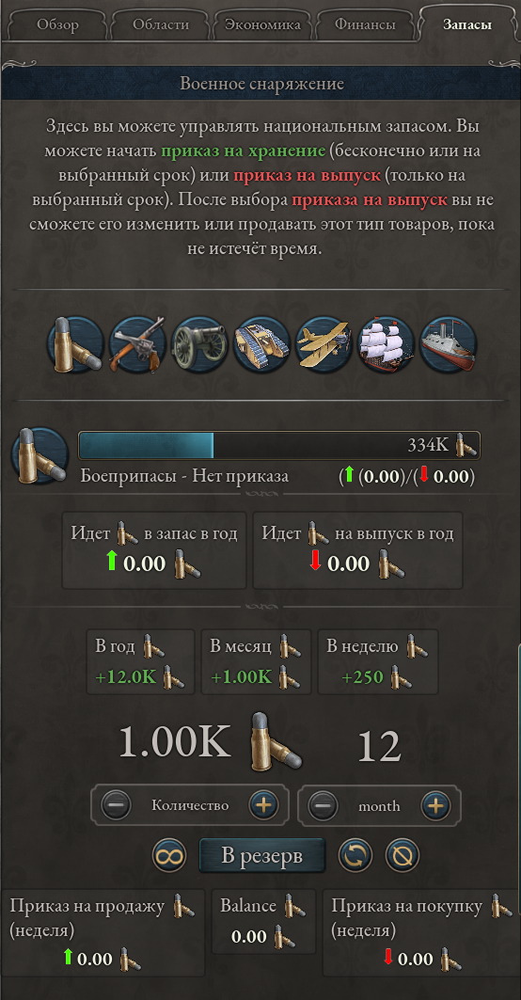 Обзор Области Экономика Финансы Запасы
Военное снаряжение
Здесь вы можете управлять национальным запасом. Вы
можете начать приказ на хранение (бесконечно или на
выбранный срок) или приказ на выпуск (только на
выбранный срок). После выбора приказа на выпуск вы не
сможете его изменить или продавать этот тип товаров, пока
не истечёт время.
334K
Боеприпасы - Нет приказа ( (0.00)/( 0.00)
Идет в запас в год Идет на выпуск в год
0.00 0.00
В год В месяц В неделю
+12.0K +1.00K +250
1.00K 12
Количество month
В резерв
Приказ на продажу Balance Приказ на покупку
(неделя) 0.00 (неделя)
0.00 0.00